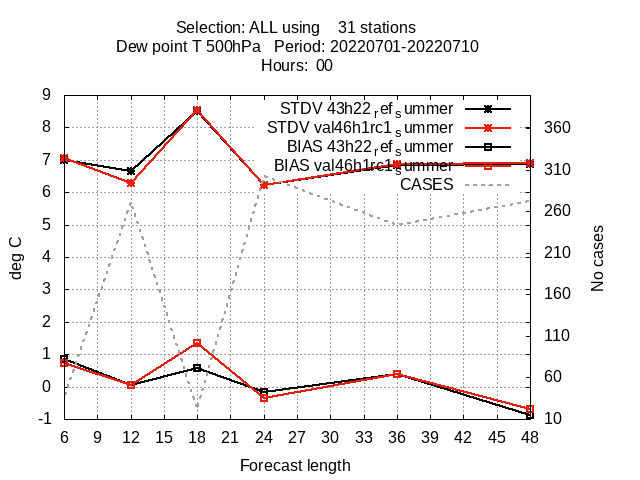 Selection: ALL using    31 stations
Dew point T 500hPa   Period: 20220701-20220710
Hours:  00
STDV 43h22_ref_summer
STDV val46h1rc1_summer
BIAS 43h22_ref_summer
BIAS val46h1rc1_summer
CASES
deg C
No cases
9
8
7
6
5
4
3
2
1
0
-1
360
310
260
210
160
110
60
10
6 9 12 15 18 21 24 27 30 33 36 39 42 45 48
Forecast length